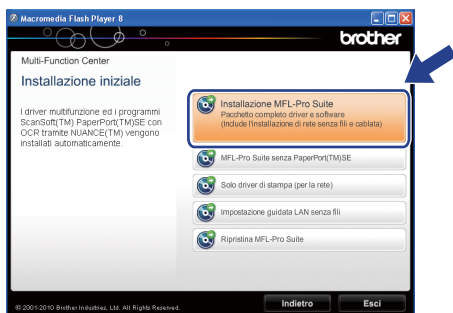 Macromedia Flash Player 8
brother
Multi-Function Center
Installazione iniziale
I driver multifunzione ed i programmi
ScanSoft(TM) PaperPort(TM)SE con
OCR tramite NUANCE(TM) vengono
installati automaticamente.
Installazione MFL-Pro Suite
Pacchetto completo driver e software
(Include l'installazione di rete senza fili e cablata)
MFL-Pro Suite senza PaperPort(TM)SE
Solo driver di stampa (per la rete)
Impostazione guidata LAN senza fili
Ripristina MFL-Pro Suite
© 2001-2010 Brother Industries, Ltd. All Rights Reserved.
Indietro
Esci